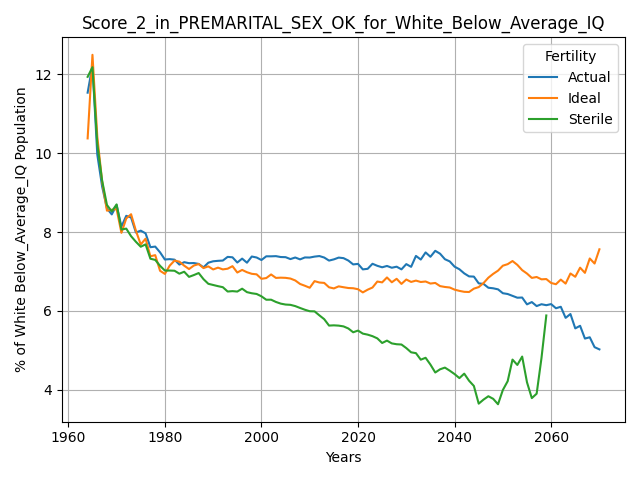 Score_2_in_PREMARITAL_SEX_OK_for_White_Below_Average_IQ
% of White Below_Average_IQ Population
12
10
8
6
4
Fertility
Actual
Ideal
Sterile
1960
1980
2000
2020
2040
2060
Years